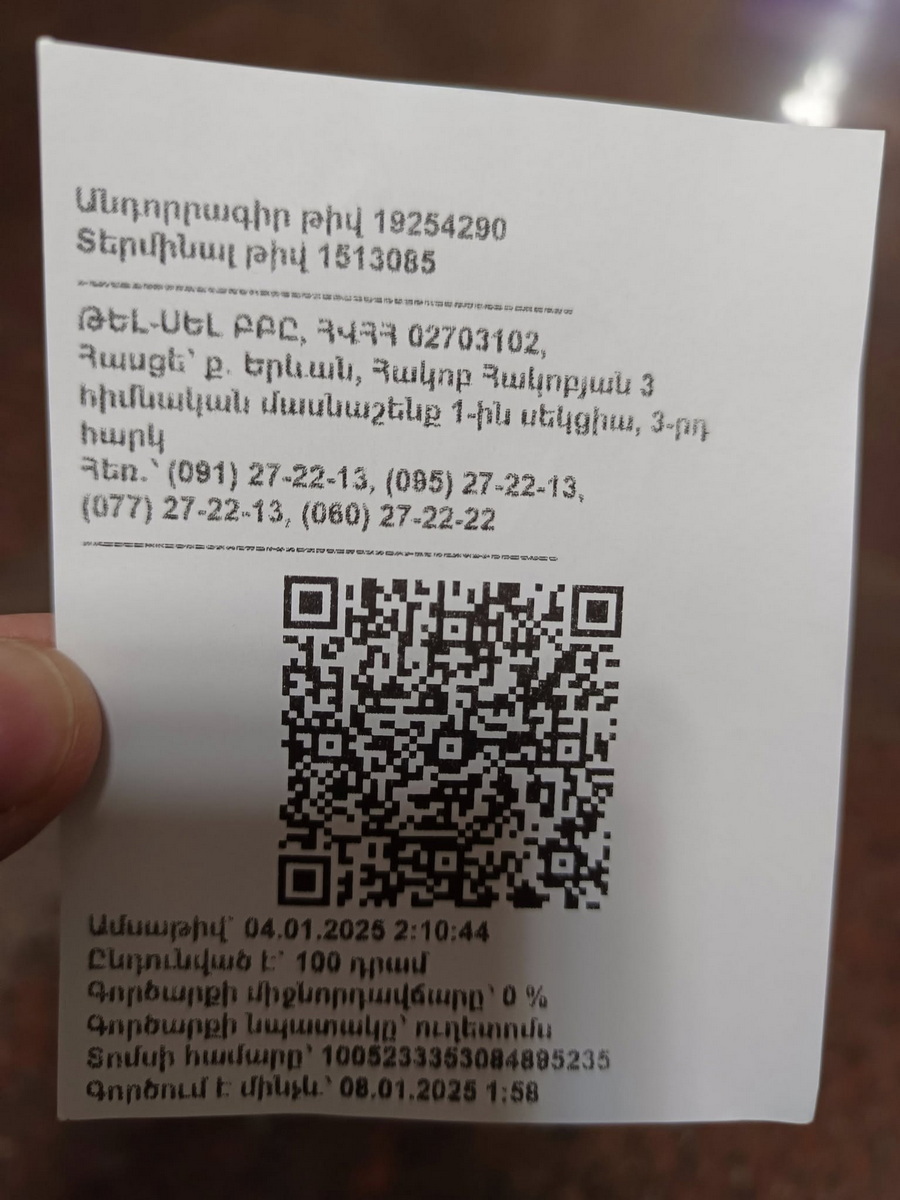 Անդորրագիր թիվ 19254290
Տերմինալ թիվ 1513085
ԹԵԼ-ՍԵԼ ԲԲԸ, ՀՎՀՀ 02703102,
Հասցե՝ ք. Երևան, Հակոբ Հակոբյան 3
հիմնական մասնաշենք 1-ին սեկցիա, 3-րդ
հարկ
Հեռ.՝ (091) 27-22-13, (095) 27-22-13,
(077) 27-22-13, (060) 27-22-22
Ամսաթիվ՝ 04.01.2025 2:10:44
Ընդունված է՝ 100 դրամ
Գործարքի միջնորդավճարը՝ 0 %
Գործարքի նպատակը՝ ուղետոմս
Տոմսի համարը՝ 1005233353084895235
Գործում է մինչև՝ 08.01.2025 1:58